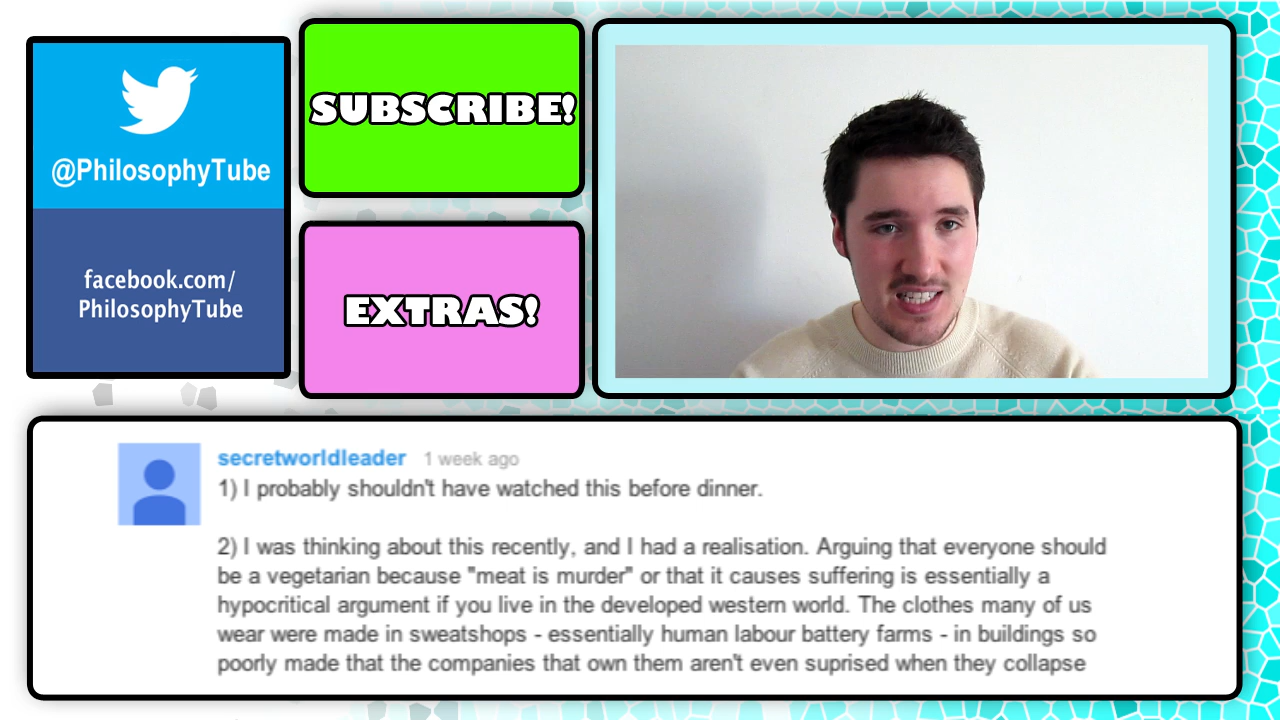 @PhilosophyTube
facebook.com/
PhilosophyTube
SUBSCRIBE!
EXTRAS!
secretworldleader 1 week ago
1) I probably shouldn't have watched this before dinner.
2) I was thinking about this recently, and I had a realisation. Arguing that everyone should
be a vegetarian because "meat is murder" or that it causes suffering is essentially a
hypocritical argument if you live in the developed western world. The clothes many of us
wear were made in sweatshops - essentially human labour battery farms - in buildings so
poorly made that the companies that own them aren't even suprised when they collapse